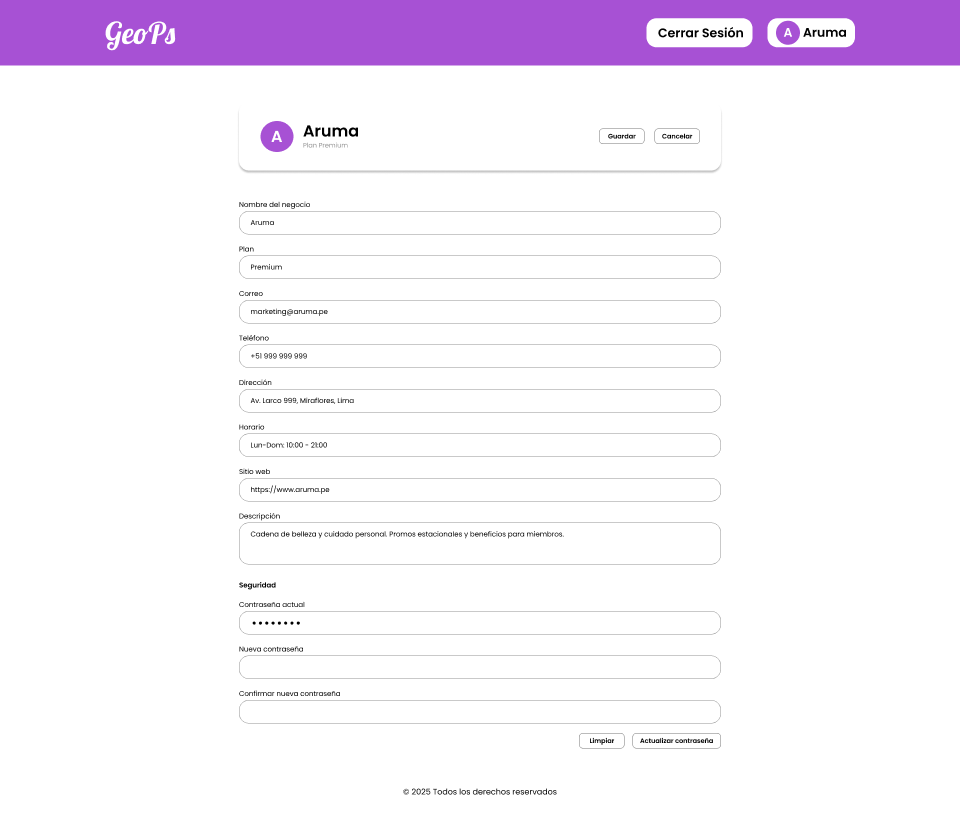 GeoPs
Cerrar Sesión
A Aruma
A
Aruma
Plan Premium
Guardar
Cancelar
Nombre del negocio
Aruma
Plan
Premium
Correo
marketing@aruma.pe
Teléfono
+51 999 999 999
Dirección
Av. Larco 999, Miraflores, Lima
Horario
Lun-Dom: 10:00 - 21:00
Sitio web
https://www.aruma.pe
Descripción
Cadena de belleza y cuidado personal. Promos estacionales y beneficios para miembros.
Seguridad
Contraseña actual
••••••••
Nueva contraseña
Confirmar nueva contraseña
Limpiar
Actualizar contraseña
© 2025 Todos los derechos reservados